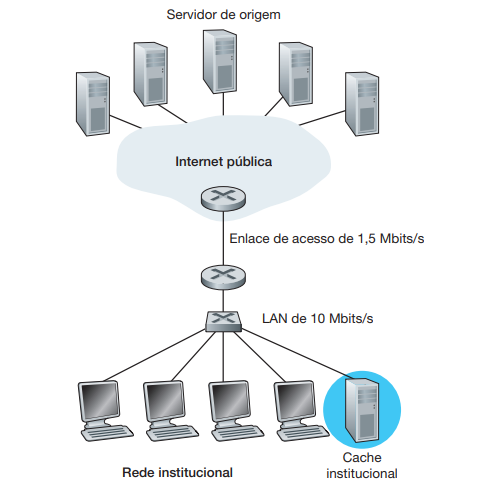 Servidor de origem
Internet pública
Enlace de acesso de 1,5 Mbits/s
LAN de 10 Mbits/s
Rede institucional
Cache
institucional